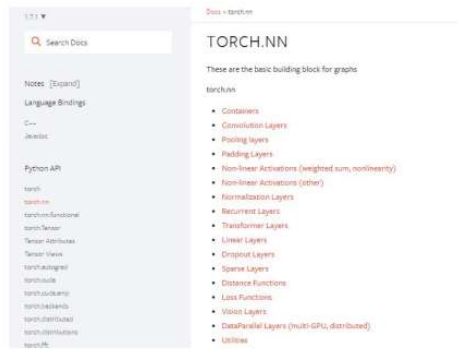 1.7.1 ▼
Search Docs
Notes [Expand]
Language Bindings
C++
Javadoc
Python API
torch
torch.nn
torch.nn.functional
torch.Tensor
Tensor Attributes
Tensor Views
torch.autograd
torch.cuda
torch.cuda.amp
torch.backends
torch.distributed
torch.distributions
torch.fft
Docs > torch.nn
TORCH.NN
These are the basic building block for graphs
torch.nn
• Containers
• Convolution Layers
• Pooling layers
• Padding Layers
• Non-linear Activations (weighted sum, nonlinearity)
• Non-linear Activations (other)
• Normalization Layers
• Recurrent Layers
• Transformer Layers
• Linear Layers
• Dropout Layers
• Sparse Layers
• Distance Functions
• Loss Functions
• Vision Layers
• DataParallel Layers (multi-GPU, distributed)
• Utilities